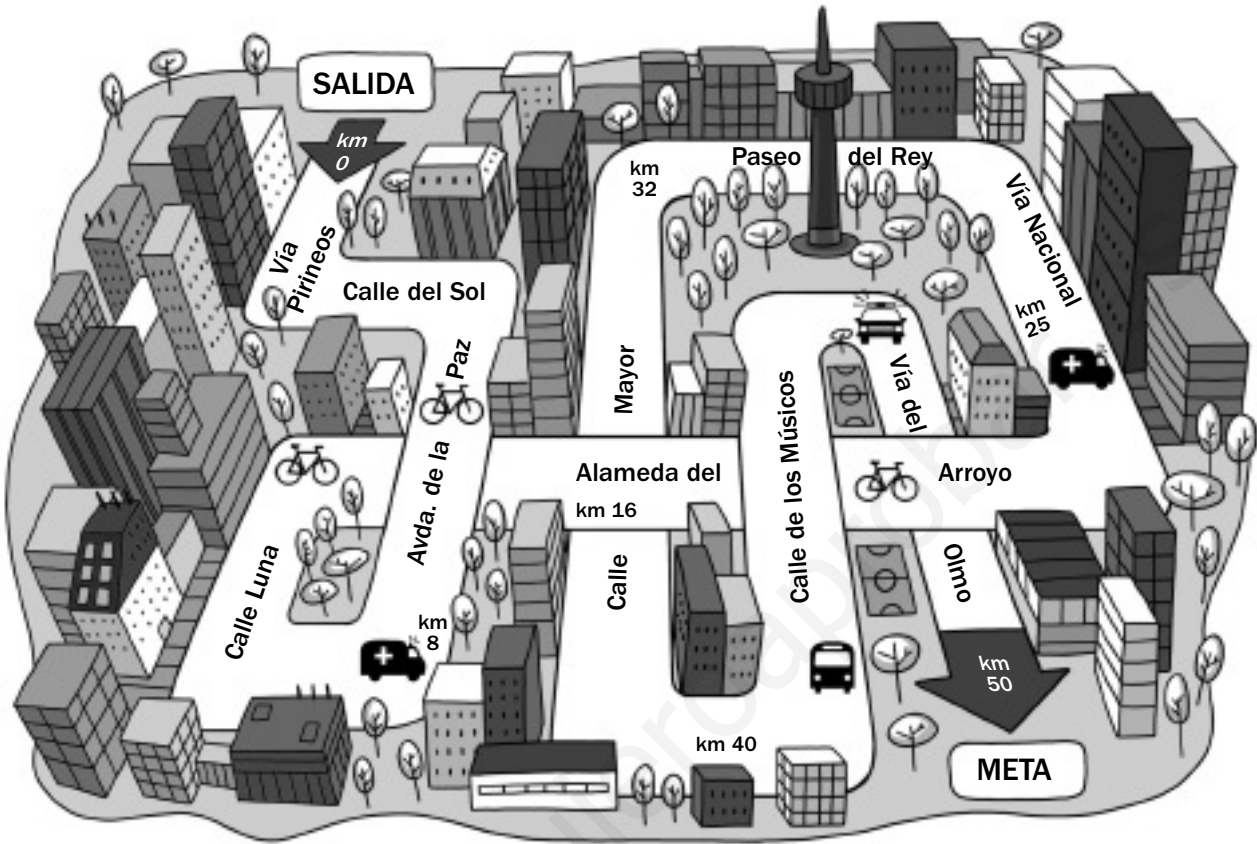 SALIDA
km
0
Paseo del Rey
km
32
Vía
Pirineos
Vía Nacional
Calle del Sol
km
25
Paz
Mayor
Vía del
Calle de los Músicos
Alameda del
Arroyo
km 16
Avda. de la
Calle
Olmo
Calle Luna
km
8
km
50
km 40
META